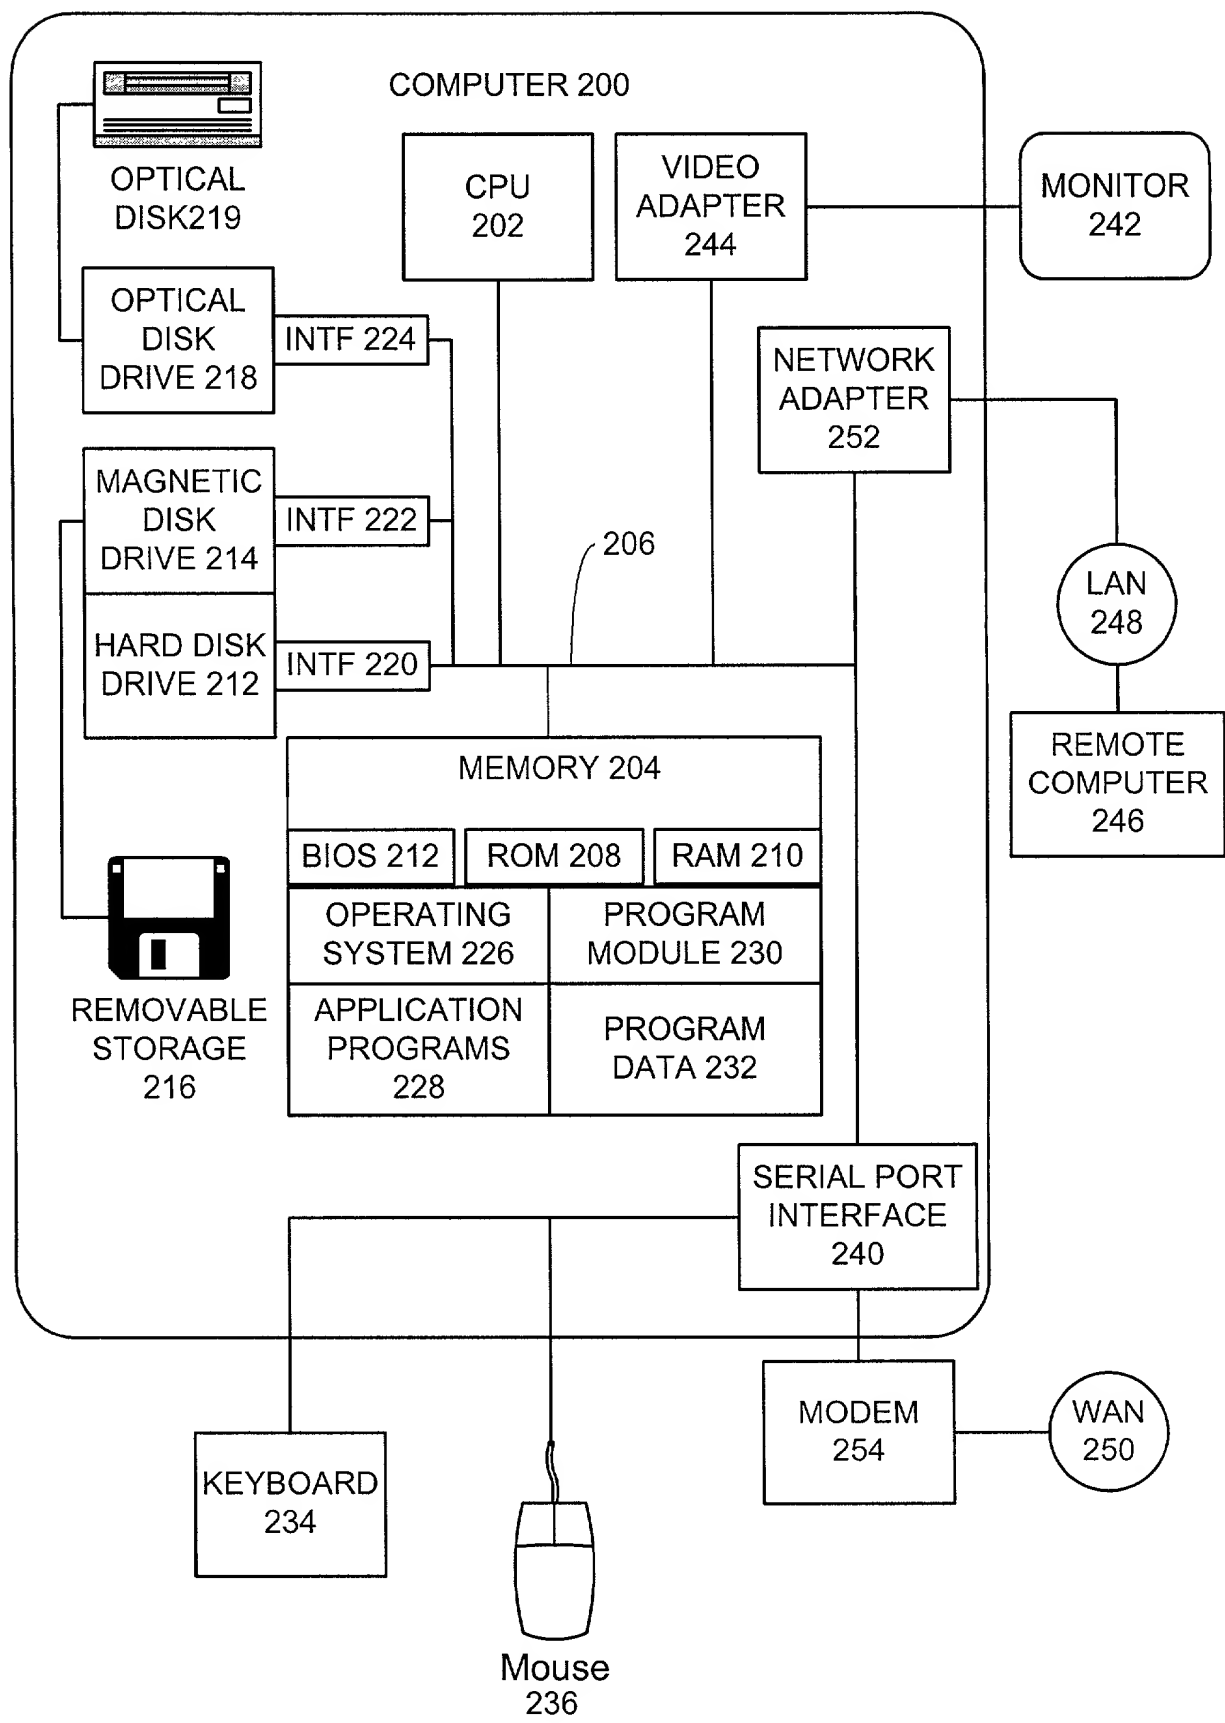 COMPUTER 200
OPTICAL
DISK219
CPU
202
VIDEO
ADAPTER
244
MONITOR
242
OPTICAL
DISK
DRIVE 218
INTF 224
NETWORK
ADAPTER
252
MAGNETIC
DISK
DRIVE 214
INTF 222
206
LAN
248
HARD DISK
DRIVE 212
INTF 220
REMOTE
COMPUTER
246
MEMORY 204
BIOS 212
ROM 208
RAM 210
OPERATING
SYSTEM 226
PROGRAM
MODULE 230
REMOVABLE
STORAGE
216
APPLICATION
PROGRAMS
228
PROGRAM
DATA 232
SERIAL PORT
INTERFACE
240
MODEM
254
WAN
250
KEYBOARD
234
Mouse
236